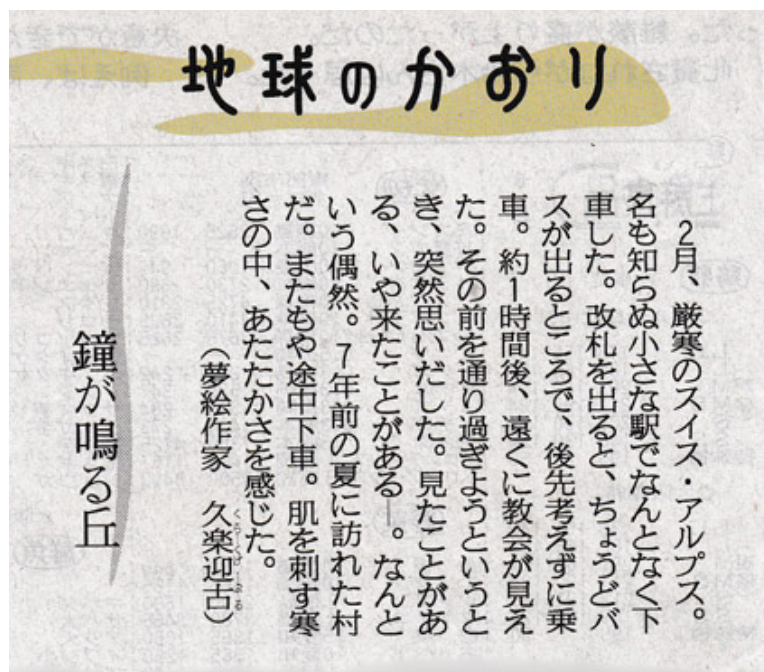 地球のかおり
　2月、厳寒のスイス・アルプス。
名も知らぬ小さな駅でなんとなく下
車した。改札を出ると、ちょうどバ
スが出るところで、後先考えずに乗
車。約1時間後、遠くに教会が見え
た。その前を通り過ぎようというと
き、突然思いだした。見たことがあ
る、いや来たことがある―。なんと
いう偶然。7年前の夏に訪れた村
だ。またもや途中下車。肌を刺す寒
さの中、あたたかさを感じた。
（夢絵作家　久楽迎古）
鐘が鳴る丘